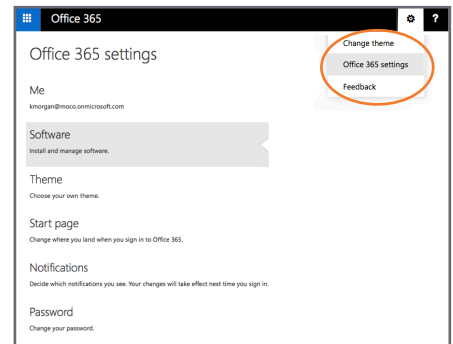 Office 365
?
Change theme
Office 365 settings
Feedback
Office 365 settings
Me
kmorgan@moco.onmicrosoft.com
Software
Install and manage software.
Theme
Choose your own theme.
Start page
Change where you land when you sign in to Office 365.
Notifications
Decide which notifications you see. Your changes will take effect next time you sign in.
Password
Change your password.